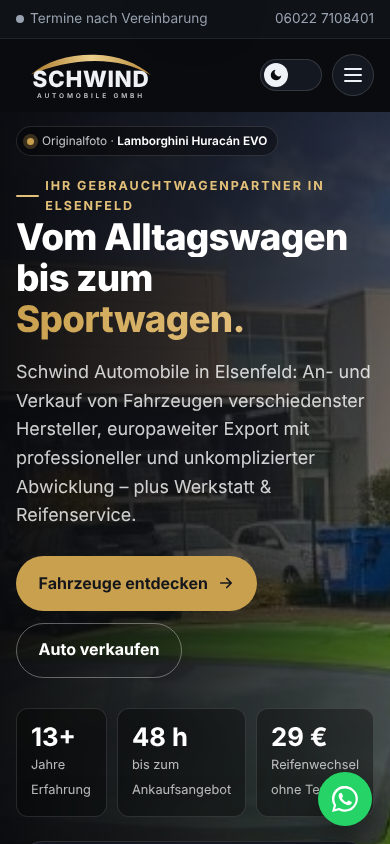 Termine nach Vereinbarung
06022 7108401
SCHWIND
AUTOMOBILE GMBH
Originalfoto · Lamborghini Huracán EVO
IHR GEBRAUCHTWAGENPARTNER IN
ELSENFELD
Vom Alltagswagen
bis zum
Sportwagen.
Schwind Automobile in Elsenfeld: An- und
Verkauf von Fahrzeugen verschiedenster
Hersteller, europaweiter Export mit
professioneller und unkomplizierter
Abwicklung – plus Werkstatt &
Reifenservice.
Fahrzeuge entdecken →
Auto verkaufen
13+
Jahre
Erfahrung
48 h
bis zum
Ankaufsangebot
29 €
Reifenwechsel
ohne